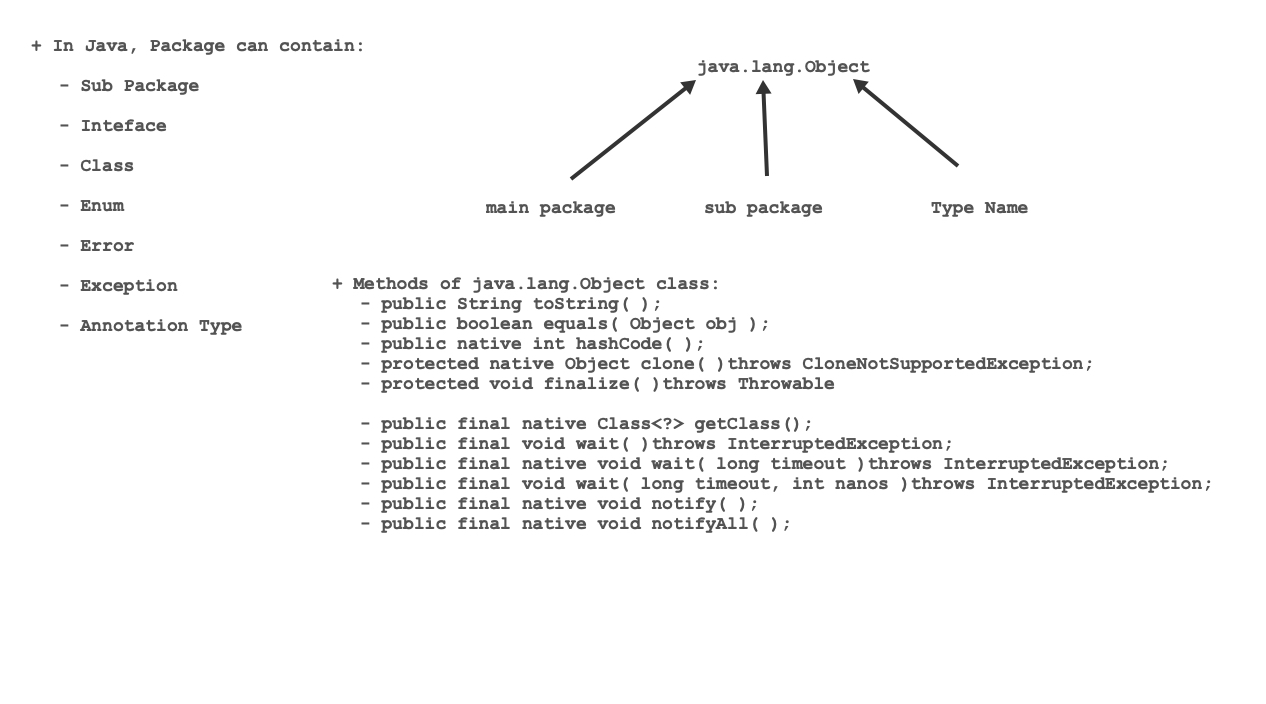 + In Java, Package can contain:
- Sub Package
- Inteface
- Class
- Enum
- Error
- Exception
- Annotation Type
java.lang.Object
main package
sub package
Type Name
+ Methods of java.lang.Object class:
- public String toString( );
- public boolean equals( Object obj );
- public native int hashCode( );
- protected native Object clone( )throws CloneNotSupportedException;
- protected void finalize( )throws Throwable
- public final native Class<?> getClass();
- public final void wait( )throws InterruptedException;
- public final native void wait( long timeout )throws InterruptedException;
- public final void wait( long timeout, int nanos )throws InterruptedException;
- public final native void notify( );
- public final native void notifyAll( );